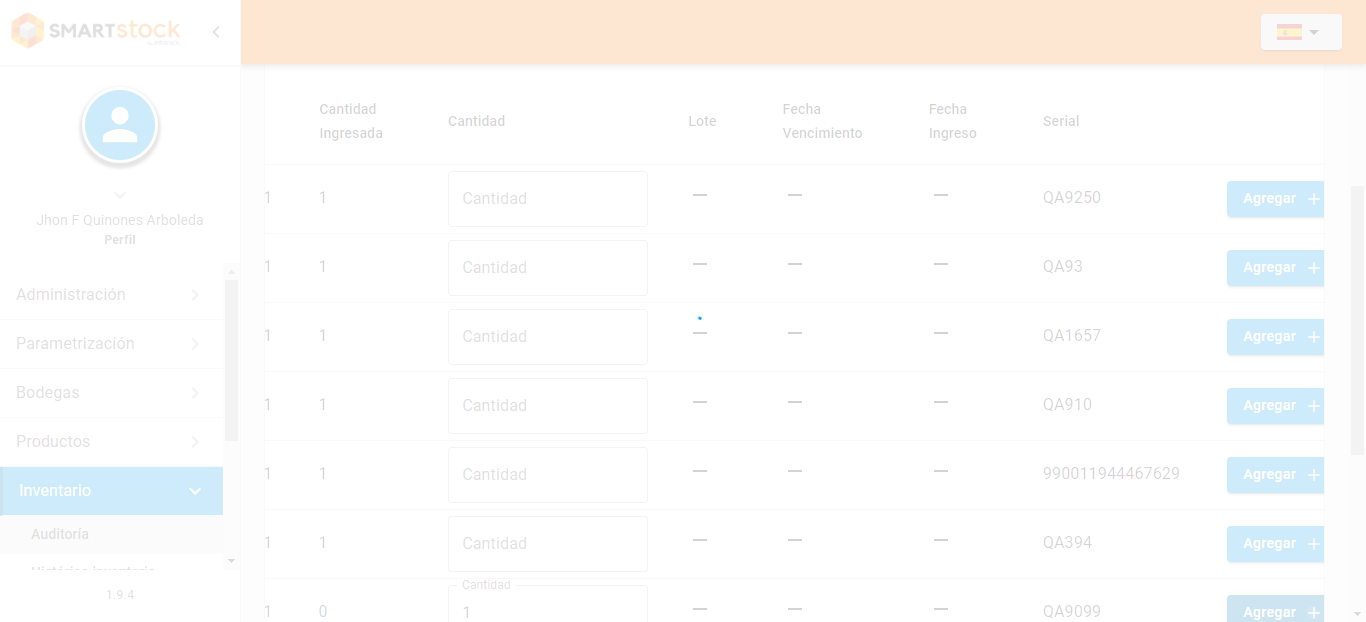 SMARTstock
Jhon F Quinones Arboleda
Perfil
Administración
Parametrización
Bodegas
Productos
Inventario
Auditoría
Histórico inventario
1.9.4
Cantidad Ingresada Cantidad Lote Fecha Vencimiento Fecha Ingreso Serial
1 1 Cantidad — — — QA9250 Agregar +
1 1 Cantidad — — — QA93 Agregar +
1 1 Cantidad — — — QA1657 Agregar +
1 1 Cantidad — — — QA910 Agregar +
1 1 Cantidad — — — 990011944467629 Agregar +
1 1 Cantidad — — — QA394 Agregar +
Cantidad
1 0 1 — — — QA9099 Agregar +